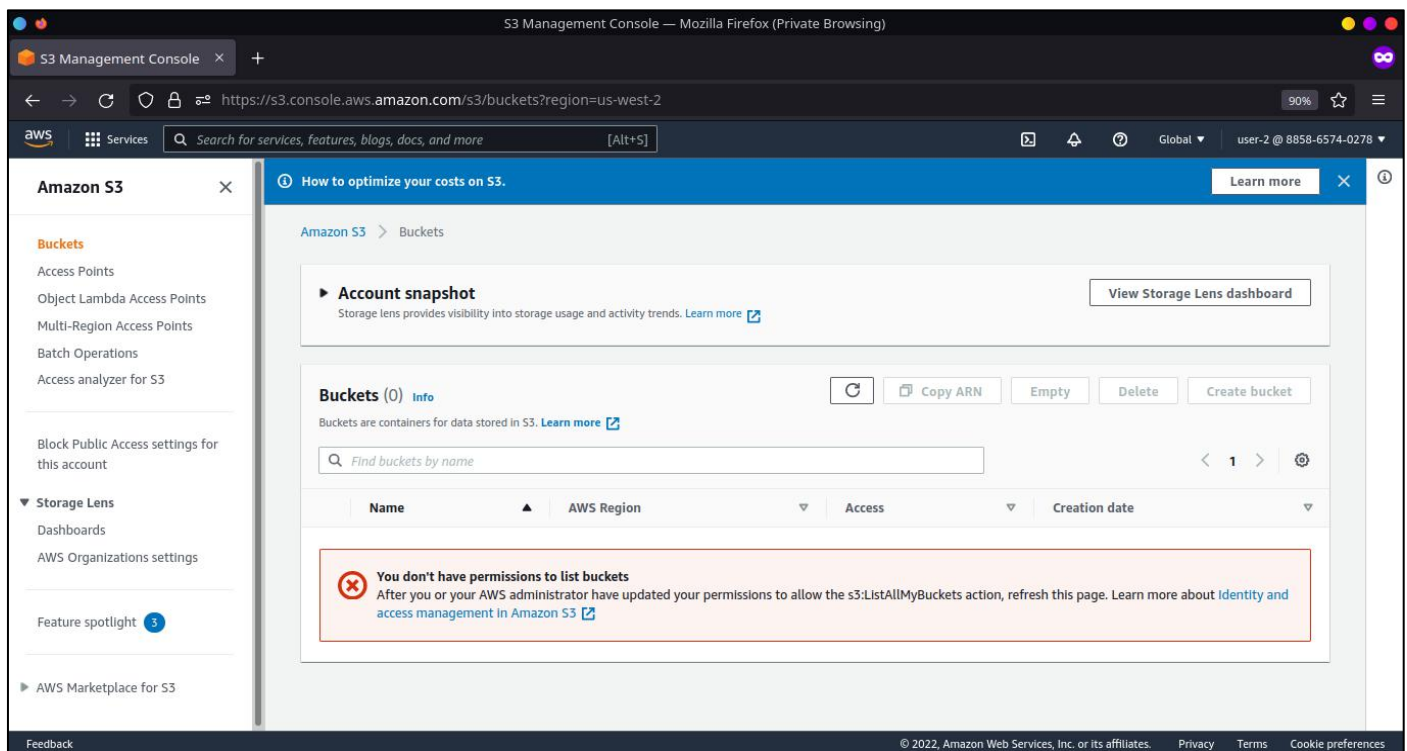 S3 Management Console — Mozilla Firefox (Private Browsing)
S3 Management Console
https://s3.console.aws.amazon.com/s3/buckets?region=us-west-2
90%
aws
Services
Search for services, features, blogs, docs, and more
[Alt+S]
Global
user-2 @ 8858-6574-0278
Amazon S3
Buckets
Access Points
Object Lambda Access Points
Multi-Region Access Points
Batch Operations
Access analyzer for S3
Block Public Access settings for
this account
Storage Lens
Dashboards
AWS Organizations settings
Feature spotlight 3
AWS Marketplace for S3
How to optimize your costs on S3.
Learn more
Amazon S3 > Buckets
Account snapshot
Storage lens provides visibility into storage usage and activity trends. Learn more
View Storage Lens dashboard
Buckets (0) Info
Buckets are containers for data stored in S3. Learn more
Copy ARN
Empty
Delete
Create bucket
Find buckets by name
1
Name
AWS Region
Access
Creation date
You don't have permissions to list buckets
After you or your AWS administrator have updated your permissions to allow the s3:ListAllMyBuckets action, refresh this page. Learn more about Identity and
access management in Amazon S3
Feedback
© 2022, Amazon Web Services, Inc. or its affiliates.
Privacy
Terms
Cookie preferences